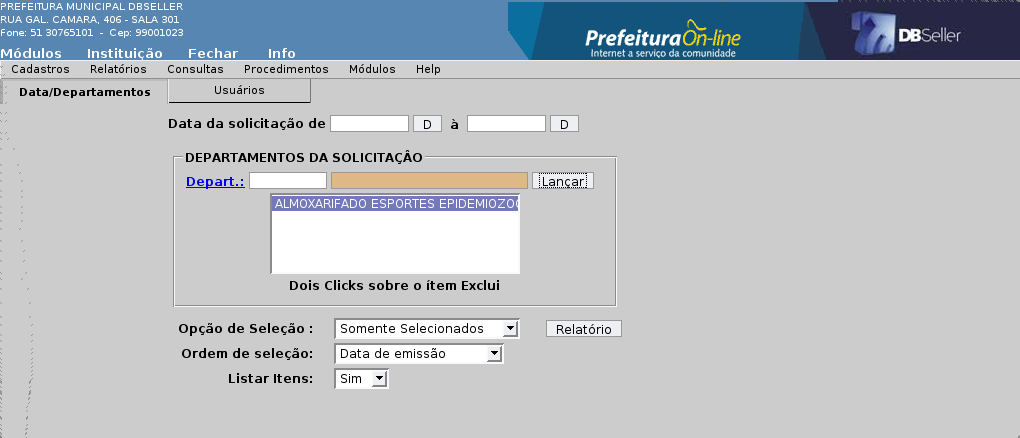 PREFEITURA MUNICIPAL DBSELLER
RUA GAL. CAMARA, 406 - SALA 301
Fone: 51 30765101 - Cep: 99001023
Prefeitura On-line
Internet a serviço da comunidade
DBSeller
Módulos Instituição Fechar Info
Cadastros Relatórios Consultas Procedimentos Módulos Help
Data/Departamentos Usuários
Data da solicitação de D à D
DEPARTAMENTOS DA SOLICITAÇÂO
Depart.: Lançar
ALMOXARIFADO ESPORTES EPIDEMIOZOO
Dois Clicks sobre o ítem Exclui
Opção de Seleção : Somente Selecionados Relatório
Ordem de seleção: Data de emissão
Listar Itens: Sim